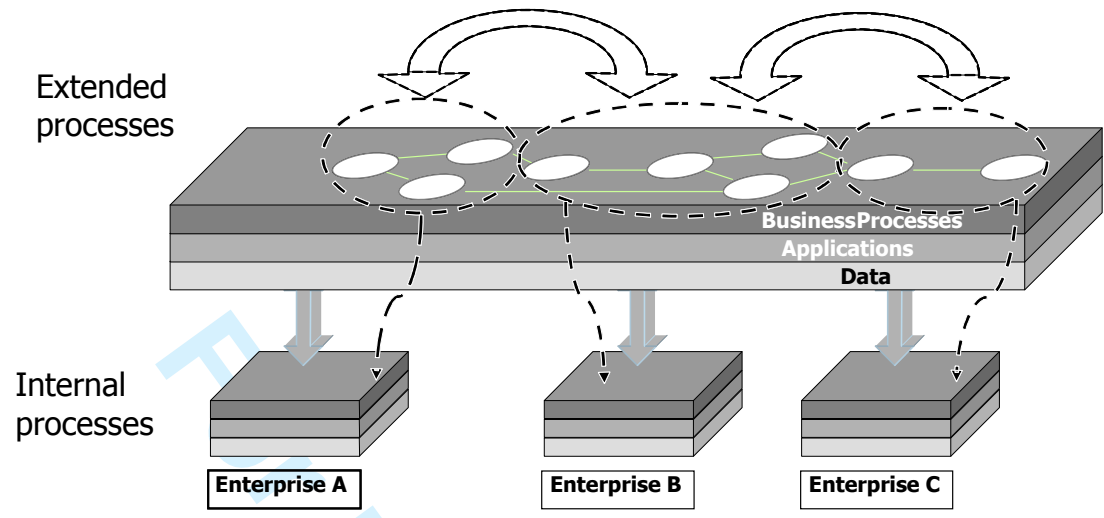 Extended
processes
BusinessProcesses
Applications
Data
Internal
processes
Enterprise A
Enterprise B
Enterprise C